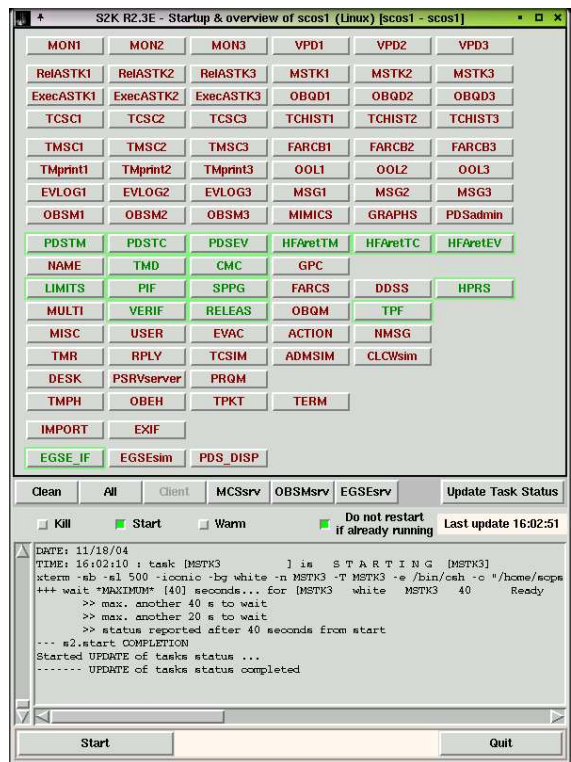 S2K R2.3E - Startup & overview of scos1 (Linux) [scos1 - scos1]
MON1 MON2 MON3 VPD1 VPD2 VPD3
RelASTK1 RelASTK2 RelASTK3 MSTK1 MSTK2 MSTK3
ExecASTK1 ExecASTK2 ExecASTK3 OBQD1 OBQD2 OBQD3
TCSC1 TCSC2 TCSC3 TCHIST1 TCHIST2 TCHIST3
TMSC1 TMSC2 TMSC3 FARCB1 FARCB2 FARCB3
TMprint1 TMprint2 TMprint3 OOL1 OOL2 OOL3
EVLOG1 EVLOG2 EVLOG3 MSG1 MSG2 MSG3
OBSM1 OBSM2 OBSM3 MIMICS GRAPHS PDSadmin
PDSTM PDSTC PDSEV HFAretTM HFAretTC HFAretEV
NAME TMD CMC GPC
LIMITS PIF SPPG FARCS DDSS HPRS
MULTI VERIF RELEAS OBQM TPF
MISC USER EVAC ACTION NMSG
TMR RPLY TCSIM ADMSIM CLCWsim
DESK PSRVserver PRQM
TMPH OBEH TPKT TERM
IMPORT EXIF
EGSE_IF EGSEsim PDS_DISP
Clean All Client MCSsrv OBSMsrv EGSEsrv Update Task Status
Kill Start Warm Do not restart if already running Last update 16:02:51
DATE: 11/18/04
TIME: 16:02:10 : task [MSTK3 ] is S T A R T I N G [MSTK3]
xterm -sb -sl 500 -iconic -bg white -n MSTK3 -T MSTK3 -e /bin/csh -c "/home/scps
+++ wait *MAXIMUM* [40] seconds... for [MSTK3 white MSTK3 40 Ready
>> max. another 40 s to wait
>> max. another 20 s to wait
>> status reported after 40 seconds from start
--- s2.start COMPLETION
Started UPDATE of tasks status ...
------- UPDATE of tasks status completed
Start Quit